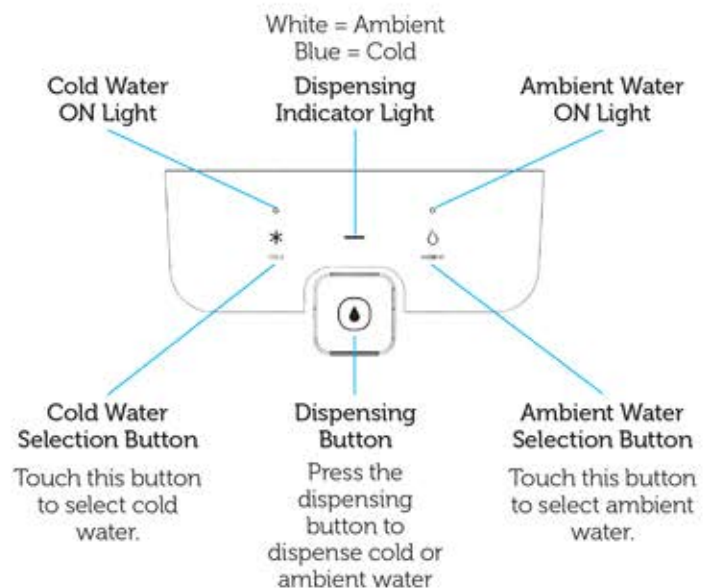 White = Ambient
Blue = Cold
Cold Water
ON Light
Dispensing
Indicator Light
Ambient Water
ON Light
Cold Water
Selection Button
Touch this button
to select cold
water.
Dispensing
Button
Press the
dispensing
button to
dispense cold or
ambient water
Ambient Water
Selection Button
Touch this button
to select ambient
water.